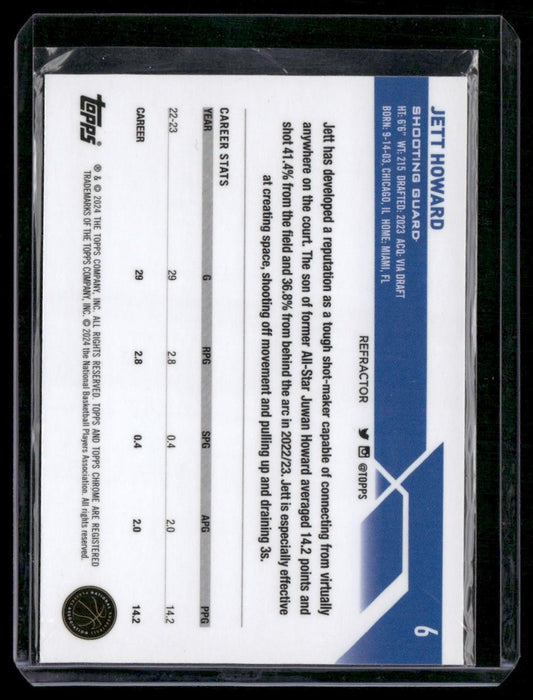 JETT HOWARD
6
SHOOTING GUARD
HT: 6'6" WT: 215 DRAFTED: 2023 ACQ: VIA DRAFT
BORN: 9-14-03, CHICAGO, IL HOME: MIAMI, FL
REFRACTOR @TOPPS
Jett has developed a reputation as a tough shot-maker capable of connecting from virtually
anywhere on the court. The son of former All-Star Juwan Howard averaged 14.2 points and
shot 41.4% from the field and 36.8% from behind the arc in 2022/23. Jett is especially effective
at creating space, shooting off movement and pulling up and draining 3s.
CAREER STATS
YEAR G RPG SPG APG PPG
22-23 29 2.8 0.4 2.0 14.2
CAREER 29 2.8 0.4 2.0 14.2
topps
® & © 2024 THE TOPPS COMPANY, INC. ALL RIGHTS RESERVED. TOPPS AND TOPPS CHROME ARE REGISTERED
TRADEMARKS OF THE TOPPS COMPANY, INC. © 2024 the National Basketball Players Association. All rights reserved.